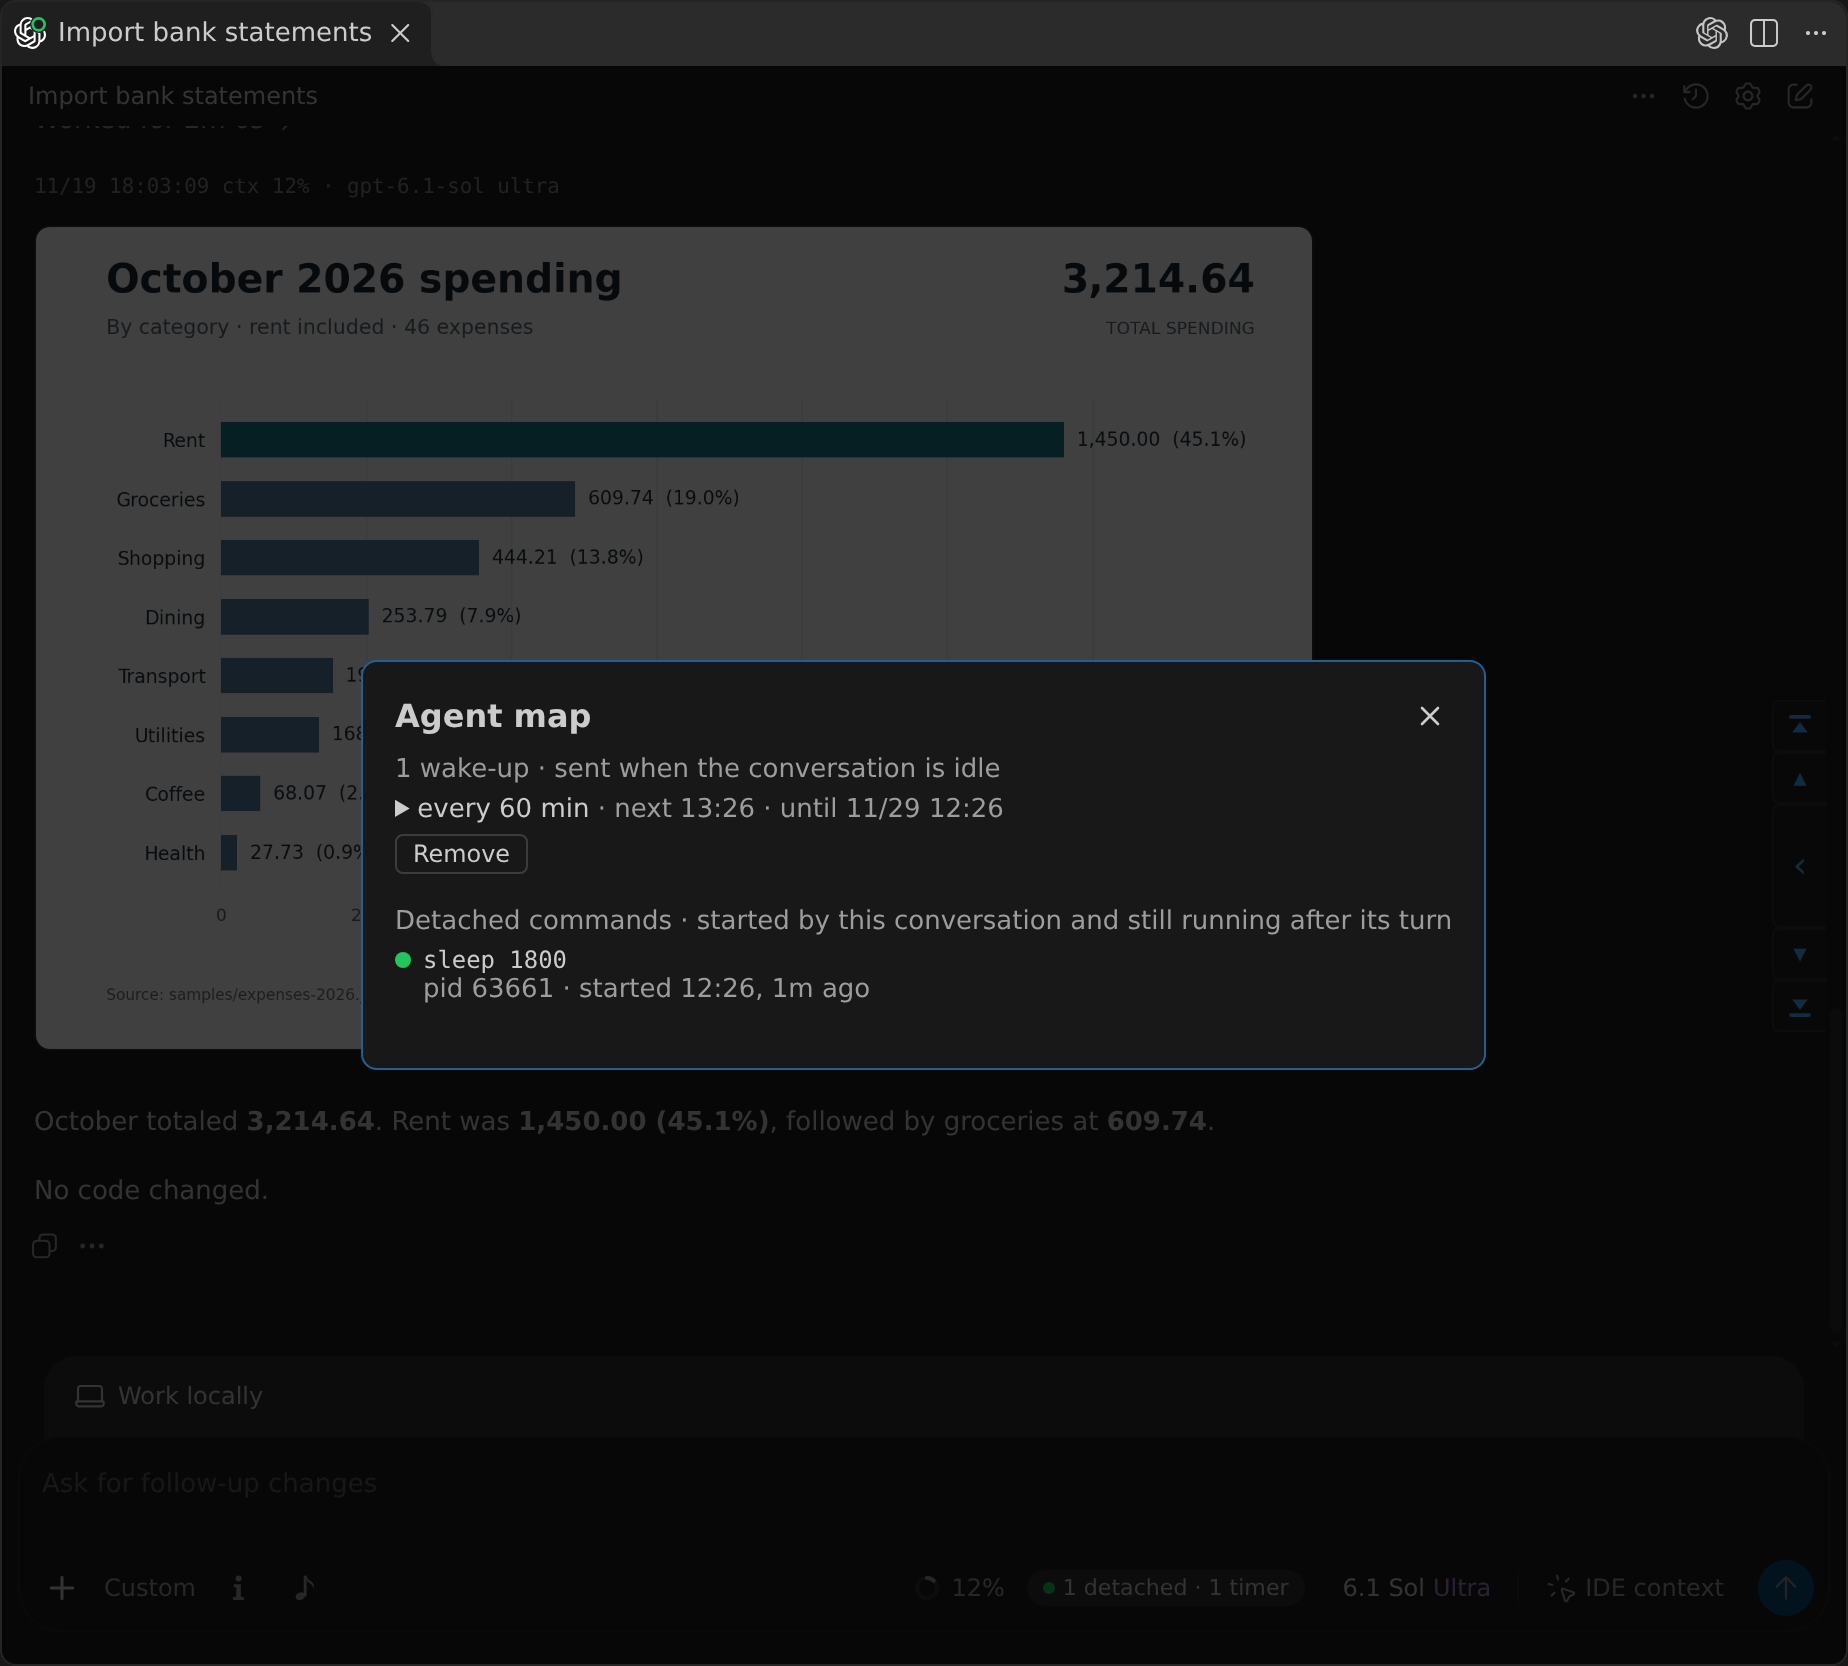 Import bank statements
Import bank statements
11/19 18:03:09 ctx 12% · gpt-6.1-sol ultra
October 2026 spending
3,214.64
By category · rent included · 46 expenses
TOTAL SPENDING
Rent 1,450.00 (45.1%)
Groceries 609.74 (19.0%)
Shopping 444.21 (13.8%)
Dining 253.79 (7.9%)
Transport
Utilities
Coffee 68.07
Health 27.73 (0.9%
0
Source: samples/expenses-2026.
Agent map
1 wake-up · sent when the conversation is idle
▶ every 60 min · next 13:26 · until 11/29 12:26
Remove
Detached commands · started by this conversation and still running after its turn
sleep 1800
pid 63661 · started 12:26, 1m ago
October totaled 3,214.64. Rent was 1,450.00 (45.1%), followed by groceries at 609.74.
No code changed.
Work locally
Ask for follow-up changes
Custom
12%
1 detached · 1 timer
6.1 Sol Ultra
IDE context